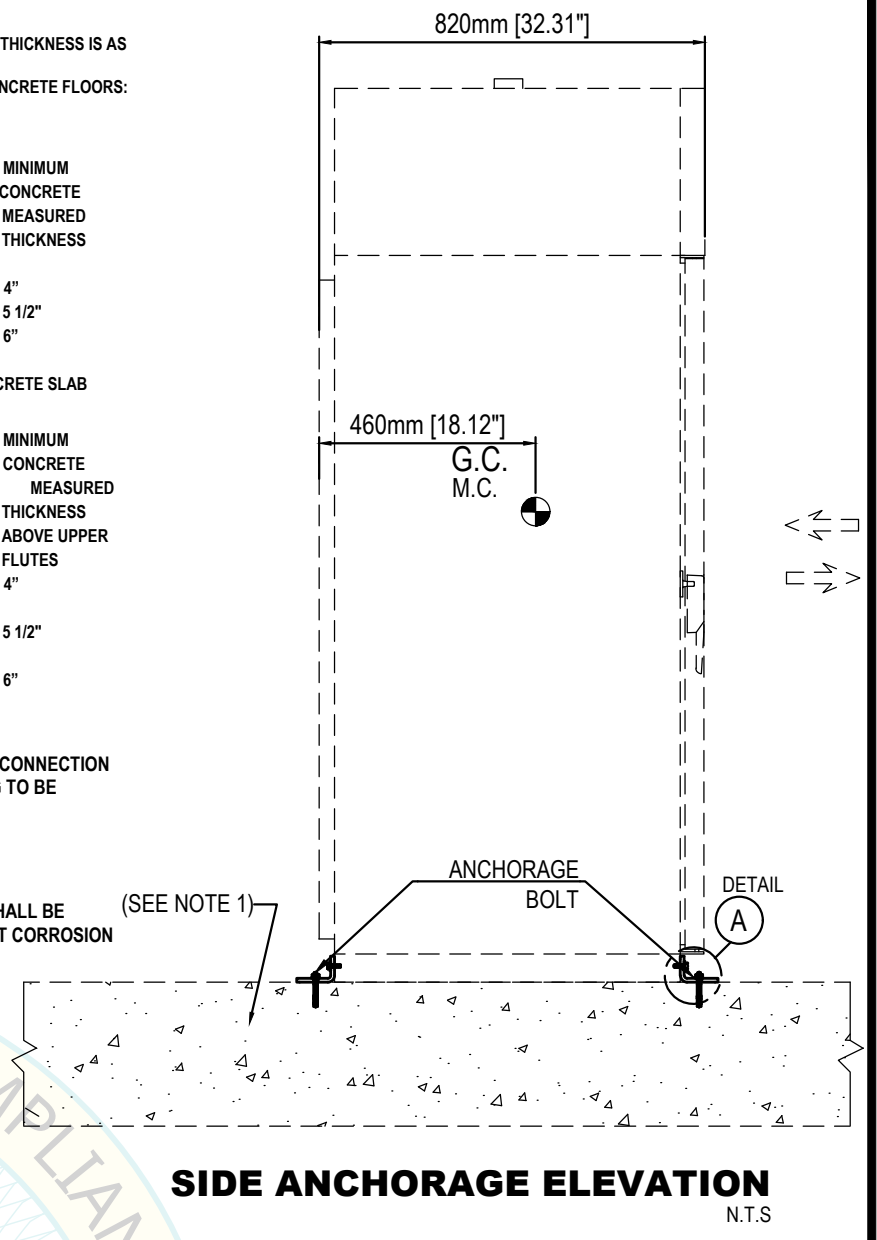 THICKNESS IS AS
NCRETE FLOORS:
MINIMUM
CONCRETE
MEASURED
THICKNESS
4”
5 1/2"
6”
CRETE SLAB
MINIMUM
CONCRETE
MEASURED
THICKNESS
ABOVE UPPER
FLUTES
4”
5 1/2"
6”
CONNECTION
G TO BE
HALL BE
T CORROSION
820mm [32.31"]
460mm [18.12"]
G.C.
M.C.
ANCHORAGE
BOLT
DETAIL
A
(SEE NOTE 1)
MPLIAN
SIDE ANCHORAGE ELEVATION
N.T.S